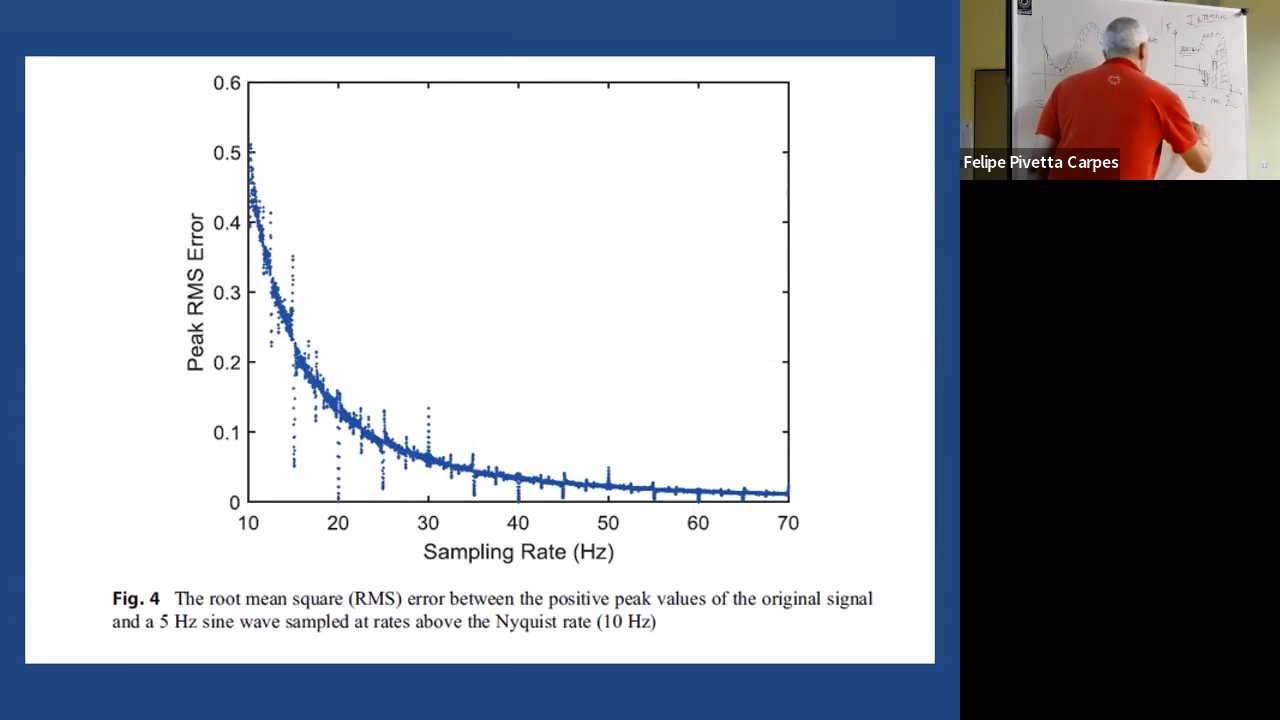 0.6
0.5
0.4
0.3
0.2
0.1
0
Peak RMS Error
10 20 30 40 50 60 70
Sampling Rate (Hz)
Fig. 4 The root mean square (RMS) error between the positive peak values of the original signal
and a 5 Hz sine wave sampled at rates above the Nyquist rate (10 Hz)
Felipe Pivetta Carpes